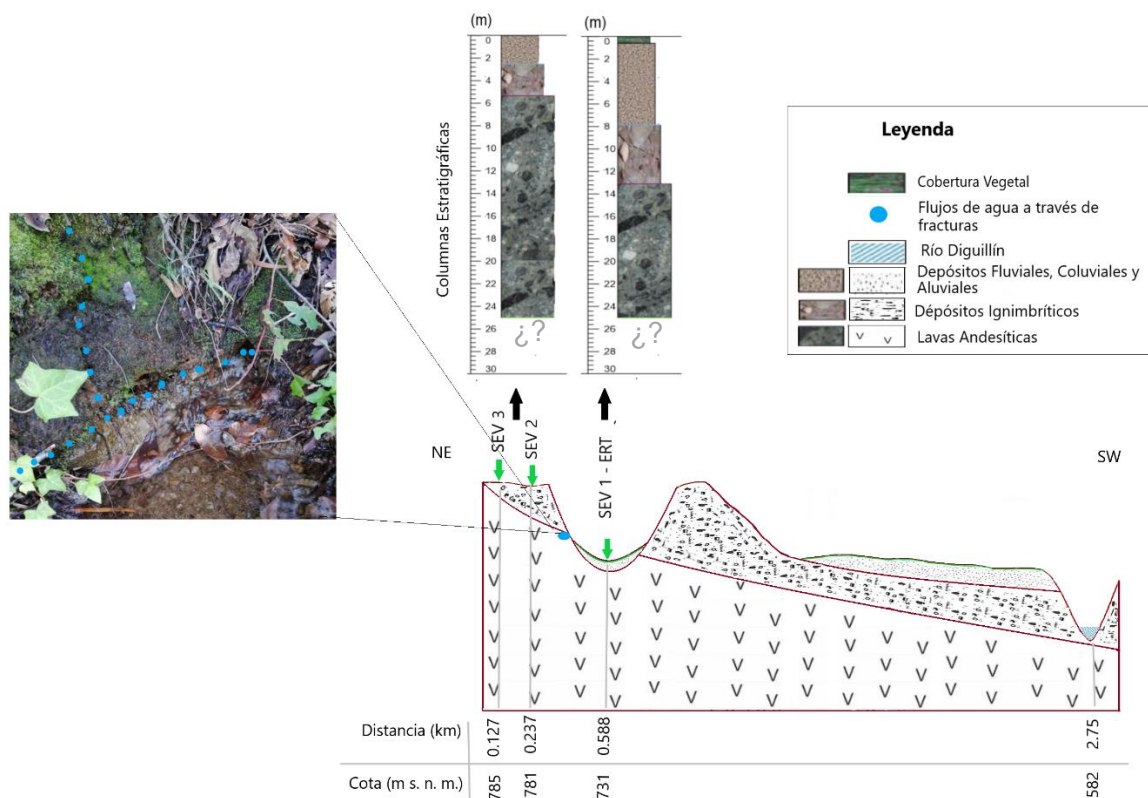 (m)
(m)
0
2
4
6
8
10
12
14
16
18
20
22
24
26
28
30
¿?
0
2
4
6
8
10
12
14
16
18
20
22
24
26
28
30
¿?
Columnas Estratigráficas
Leyenda
Cobertura Vegetal
Flujos de agua a través de
fracturas
Río Diguillín
Depósitos Fluviales, Coluviales y
Aluviales
Dépósitos Ignimbríticos
Lavas Andesíticas
NE
SEV 3
SEV 2
SEV 1 - ERT
SW
Distancia (km)
0.127
0.237
0.588
2.75
Cota (m s. n. m.)
785
781
731
582